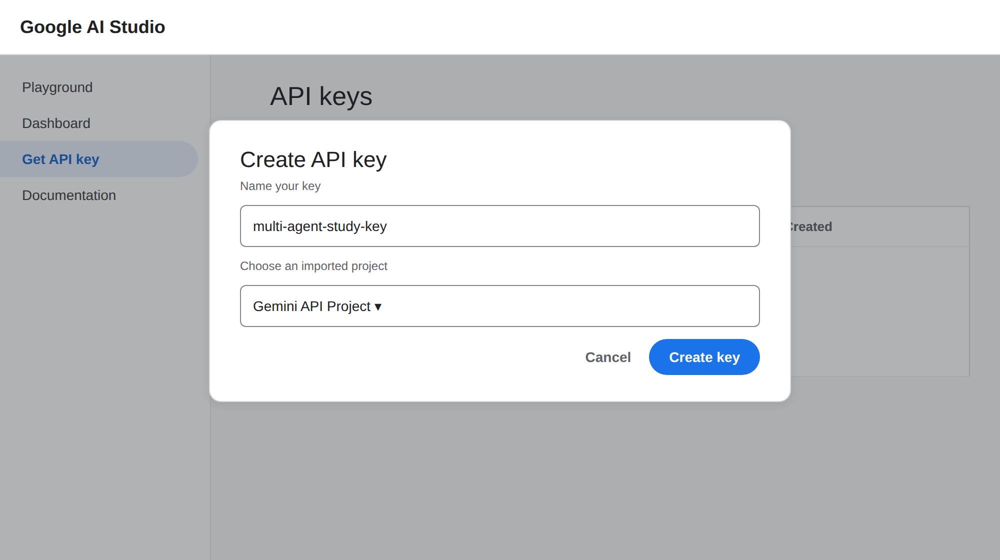 Google AI Studio
Playground
Dashboard
Get API key
Documentation
API keys
Create API key
Name your key
multi-agent-study-key
Choose an imported project
Gemini API Project ▾
Cancel
Create key
Created